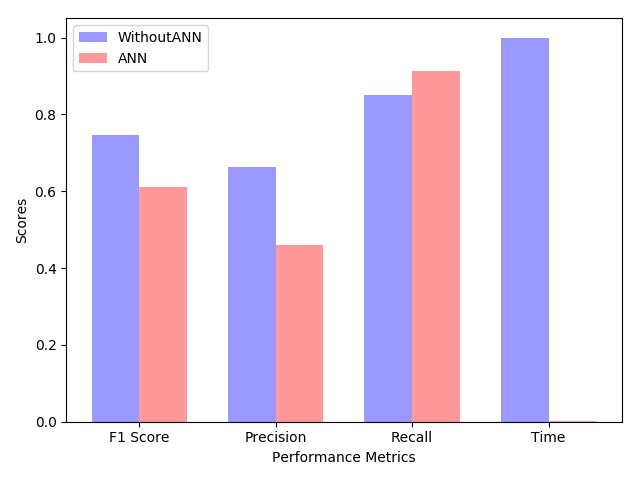 WithoutANN
ANN
1.0
0.8
0.6
0.4
0.2
0.0
Scores
F1 Score Precision Recall Time
Performance Metrics